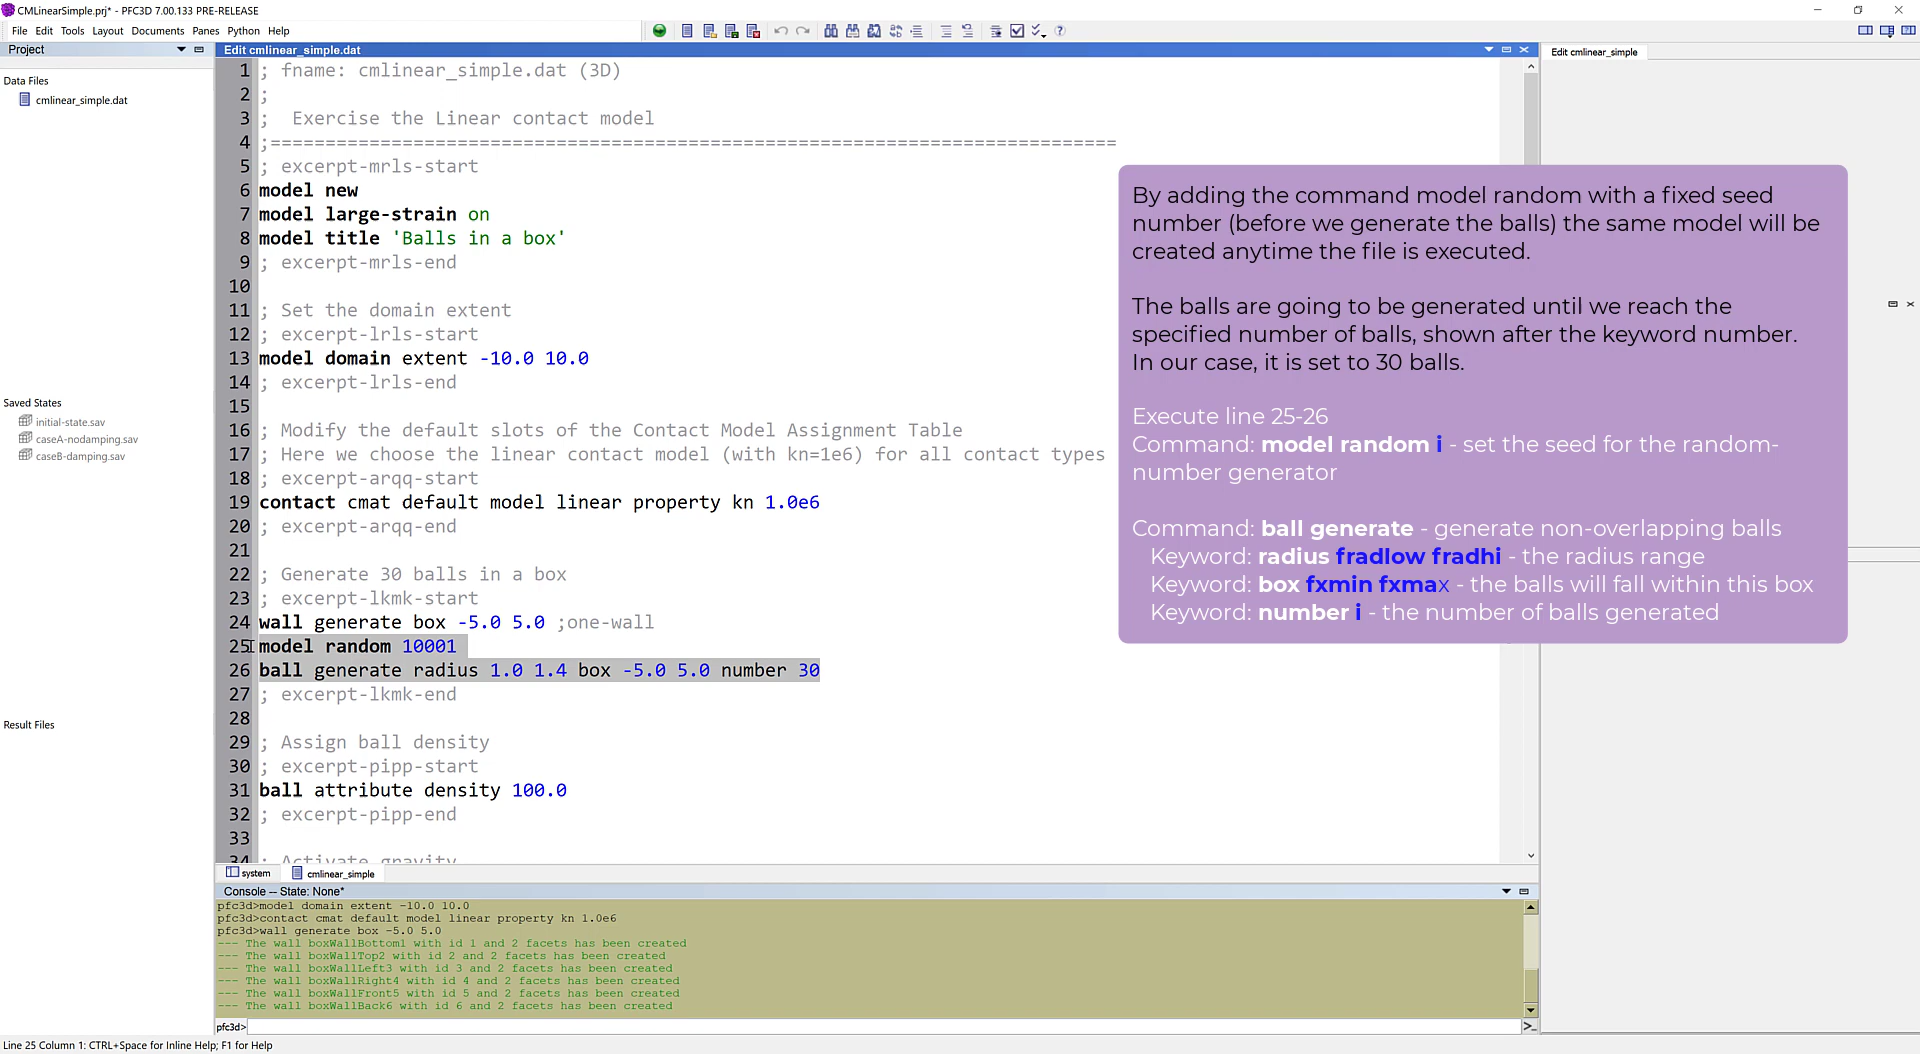 CMLinearSimple.prj* - PFC3D 7.00.133 PRE-RELEASE
File Edit Tools Layout Documents Panes Python Help
Project
Edit cmlinear_simple.dat
Edit cmlinear_simple
Data Files
cmlinear_simple.dat
Saved States
initial-state.sav
caseA-nodamping.sav
caseB-damping.sav
Result Files
1 ; fname: cmlinear_simple.dat (3D)
2 ;
3 ;  Exercise the Linear contact model
4 ;=============================================================================
5 ; excerpt-mrls-start
6 model new
7 model large-strain on
8 model title 'Balls in a box'
9 ; excerpt-mrls-end
10
11 ; Set the domain extent
12 ; excerpt-lrls-start
13 model domain extent -10.0 10.0
14 ; excerpt-lrls-end
15
16 ; Modify the default slots of the Contact Model Assignment Table
17 ; Here we choose the linear contact model (with kn=1e6) for all contact types
18 ; excerpt-arqq-start
19 contact cmat default model linear property kn 1.0e6
20 ; excerpt-arqq-end
21
22 ; Generate 30 balls in a box
23 ; excerpt-lkmk-start
24 wall generate box -5.0 5.0 ;one-wall
25 model random 10001
26 ball generate radius 1.0 1.4 box -5.0 5.0 number 30
27 ; excerpt-lkmk-end
28
29 ; Assign ball density
30 ; excerpt-pipp-start
31 ball attribute density 100.0
32 ; excerpt-pipp-end
33
34 ; Activate gravity
By adding the command model random with a fixed seed
number (before we generate the balls) the same model will be
created anytime the file is executed.
The balls are going to be generated until we reach the
specified number of balls, shown after the keyword number.
In our case, it is set to 30 balls.
Execute line 25-26
Command: model random i - set the seed for the random-
number generator
Command: ball generate - generate non-overlapping balls
Keyword: radius fradlow fradhi - the radius range
Keyword: box fxmin fxmax - the balls will fall within this box
Keyword: number i - the number of balls generated
system cmlinear_simple
Console -- State: None*
pfc3d>model domain extent -10.0 10.0
pfc3d>contact cmat default model linear property kn 1.0e6
pfc3d>wall generate box -5.0 5.0
--- The wall boxWallBottom1 with id 1 and 2 facets has been created
--- The wall boxWallTop2 with id 2 and 2 facets has been created
--- The wall boxWallLeft3 with id 3 and 2 facets has been created
--- The wall boxWallRight4 with id 4 and 2 facets has been created
--- The wall boxWallFront5 with id 5 and 2 facets has been created
--- The wall boxWallBack6 with id 6 and 2 facets has been created
pfc3d>
Line 25 Column 1: CTRL+Space for Inline Help; F1 for Help